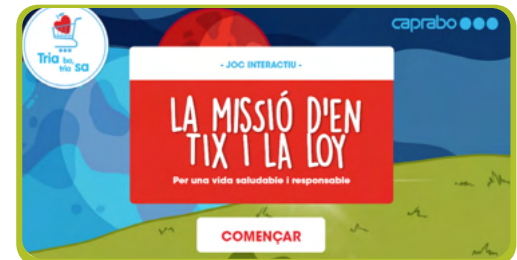 caprabo
Tria bo,
tria sa
- JOC INTERACTIU -
LA MISSIÓ D'EN
TIX I LA LOY
Per una vida saludable i responsable
COMENÇAR